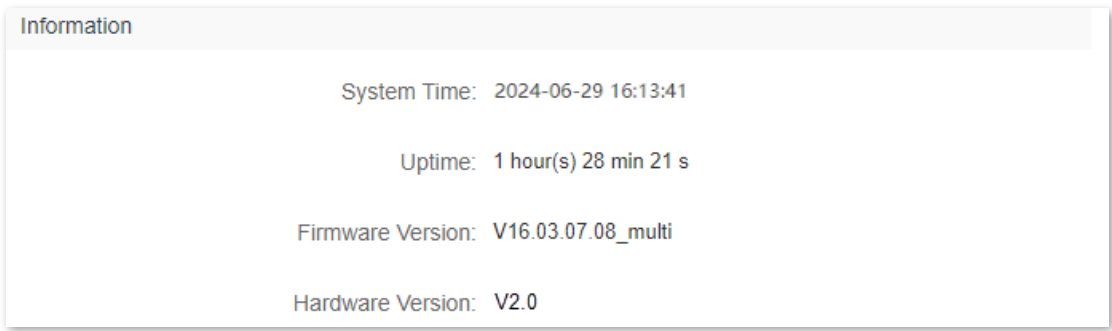 Information
System Time: 2024-06-29 16:13:41
Uptime: 1 hour(s) 28 min 21 s
Firmware Version: V16.03.07.08_multi
Hardware Version: V2.0